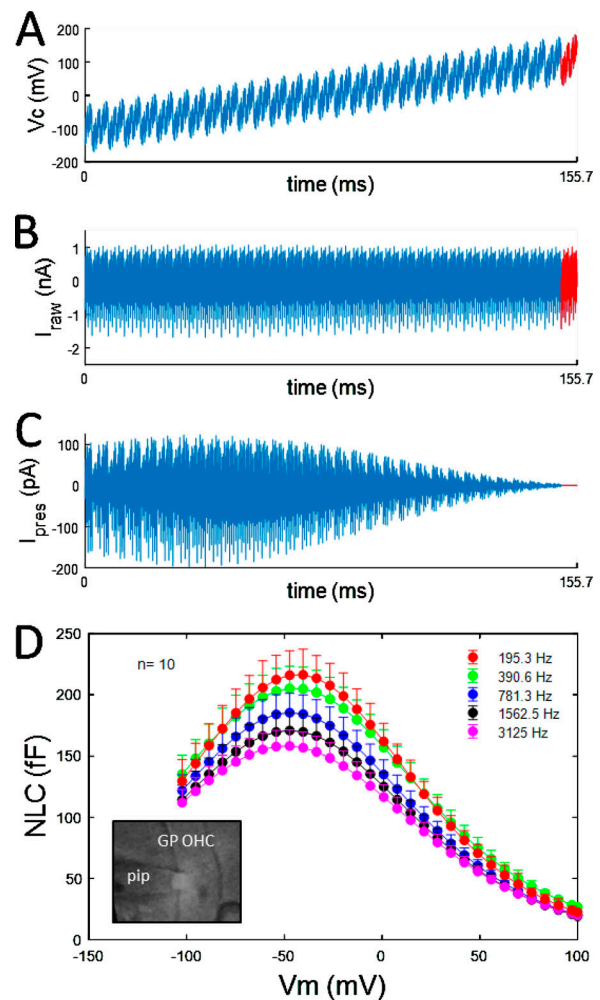 A
200
100
0
-100
-200
Vc (mV)
0
155.7
time (ms)
B
1
0
-1
-2
I_raw (nA)
0
155.7
time (ms)
C
100
0
-100
-200
I_pres (pA)
0
155.7
time (ms)
D
250
200
150
100
50
0
NLC (fF)
n= 10
195.3 Hz
390.6 Hz
781.3 Hz
1562.5 Hz
3125 Hz
GP OHC
pip
-150
-100
-50
0
50
100
Vm (mV)